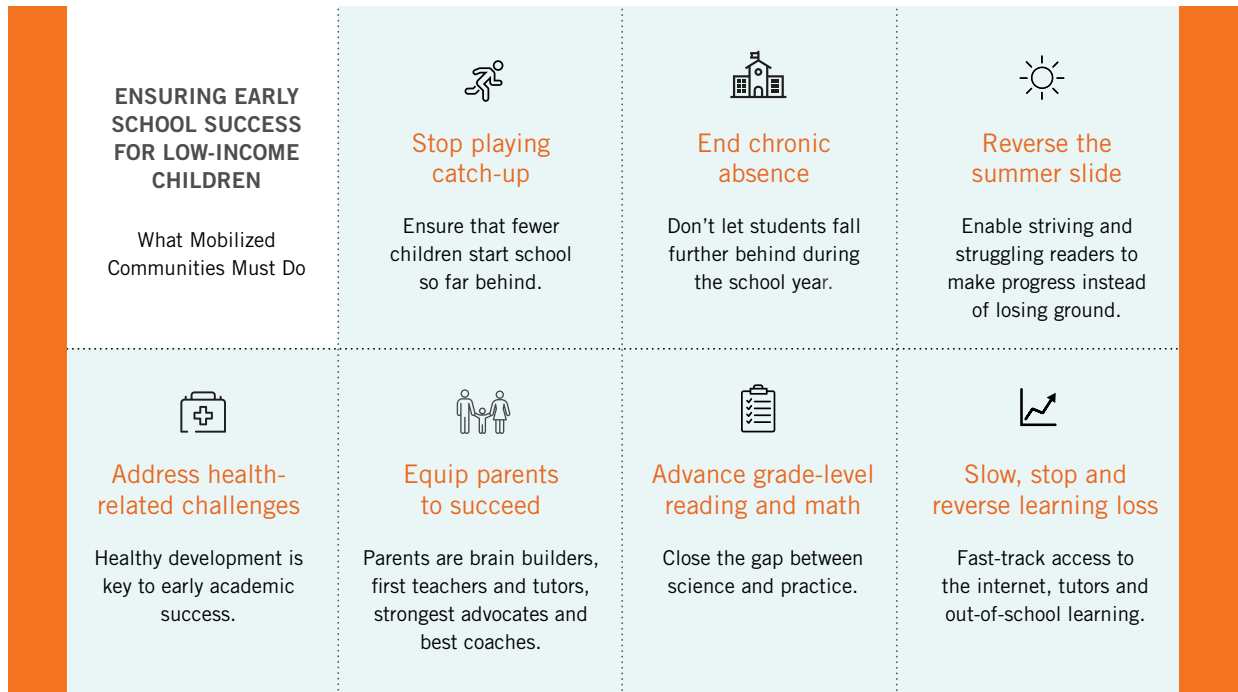 ENSURING EARLY
SCHOOL SUCCESS
FOR LOW-INCOME
CHILDREN
What Mobilized
Communities Must Do
Stop playing
catch-up
Ensure that fewer
children start school
so far behind.
End chronic
absence
Don’t let students fall
further behind during
the school year.
Reverse the
summer slide
Enable striving and
struggling readers to
make progress instead
of losing ground.
Address health-
related challenges
Healthy development is
key to early academic
success.
Equip parents
to succeed
Parents are brain builders,
first teachers and tutors,
strongest advocates and
best coaches.
Advance grade-level
reading and math
Close the gap between
science and practice.
Slow, stop and
reverse learning loss
Fast-track access to
the internet, tutors and
out-of-school learning.